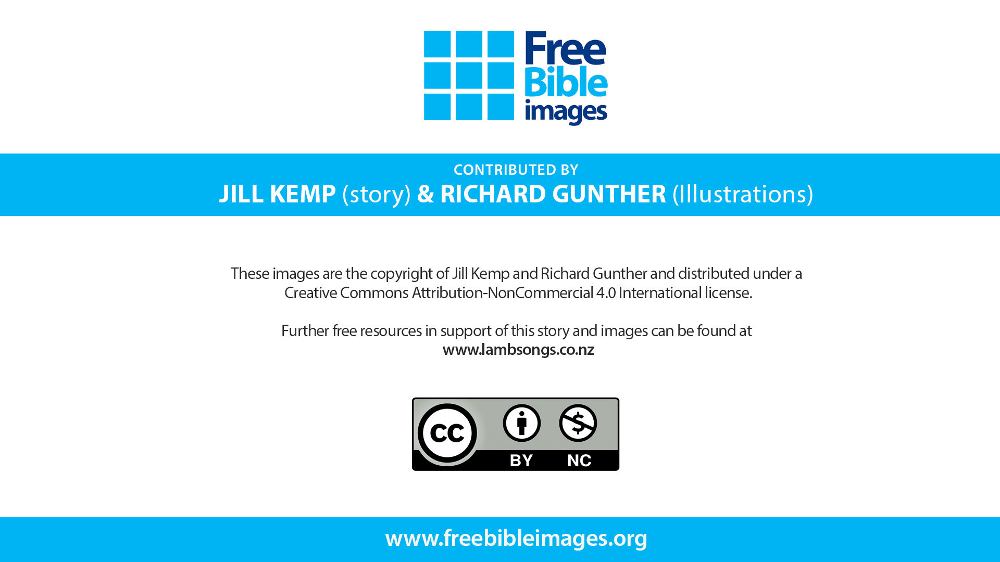 Free
Bible
images
CONTRIBUTED BY
JILL KEMP (story) & RICHARD GUNTHER (Illustrations)
These images are the copyright of Jill Kemp and Richard Gunther and distributed under a
Creative Commons Attribution-NonCommercial 4.0 International license.
Further free resources in support of this story and images can be found at
www.lambsongs.co.nz
cc
BY NC
www.freebibleimages.org